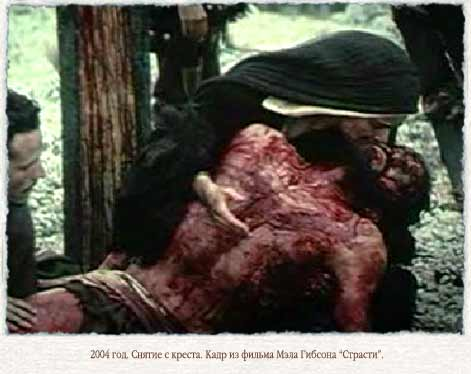 2004 год. Снятие с креста. Кадр из фильма Мэла Гибсона “Страсти”.